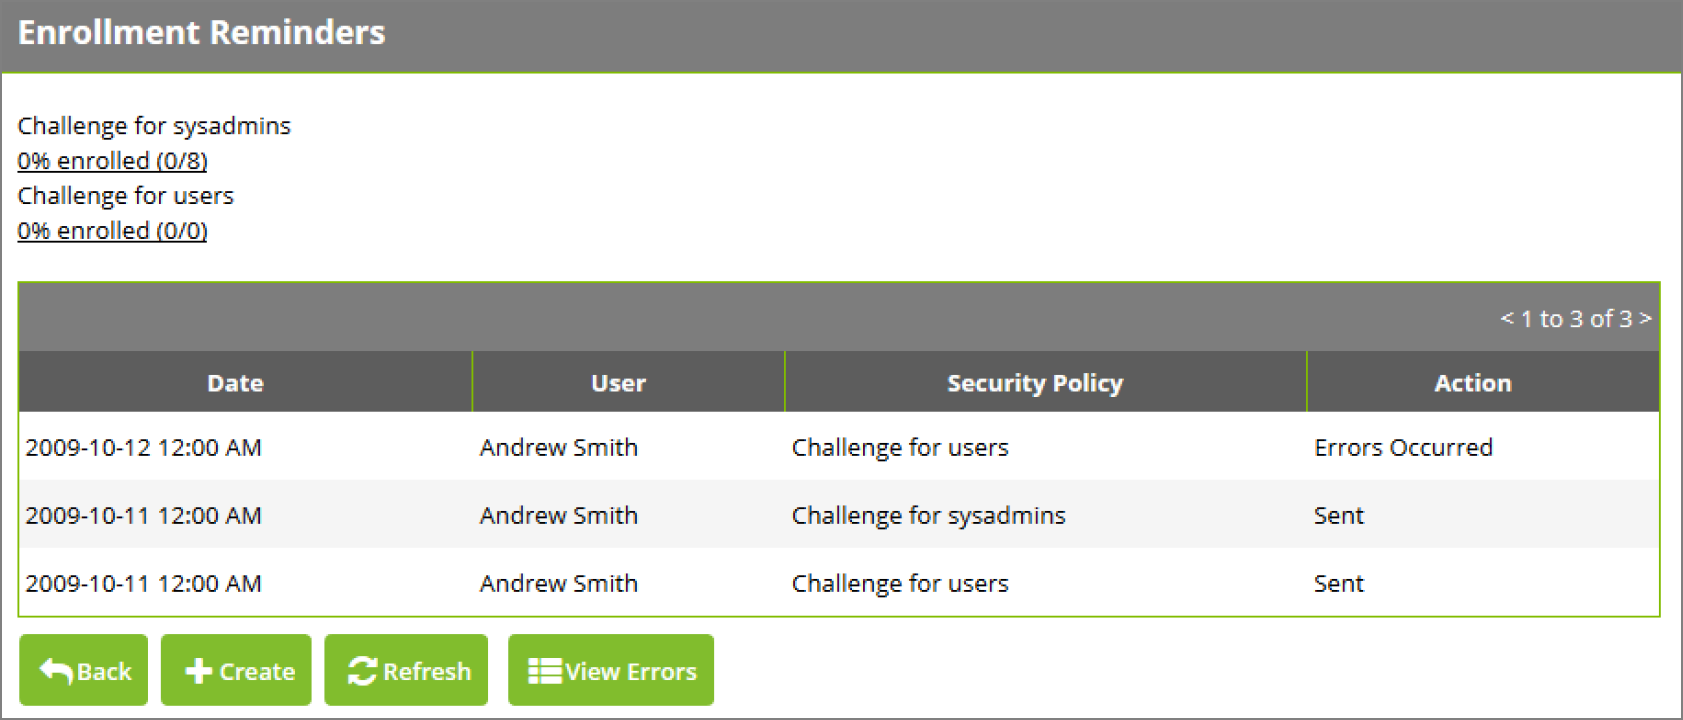 Enrollment Reminders
Challenge for sysadmins
0% enrolled (0/8)
Challenge for users
0% enrolled (0/0)
< 1 to 3 of 3 >
Date User Security Policy Action
2009-10-12 12:00 AM Andrew Smith Challenge for users Errors Occurred
2009-10-11 12:00 AM Andrew Smith Challenge for sysadmins Sent
2009-10-11 12:00 AM Andrew Smith Challenge for users Sent
Back Create Refresh View Errors